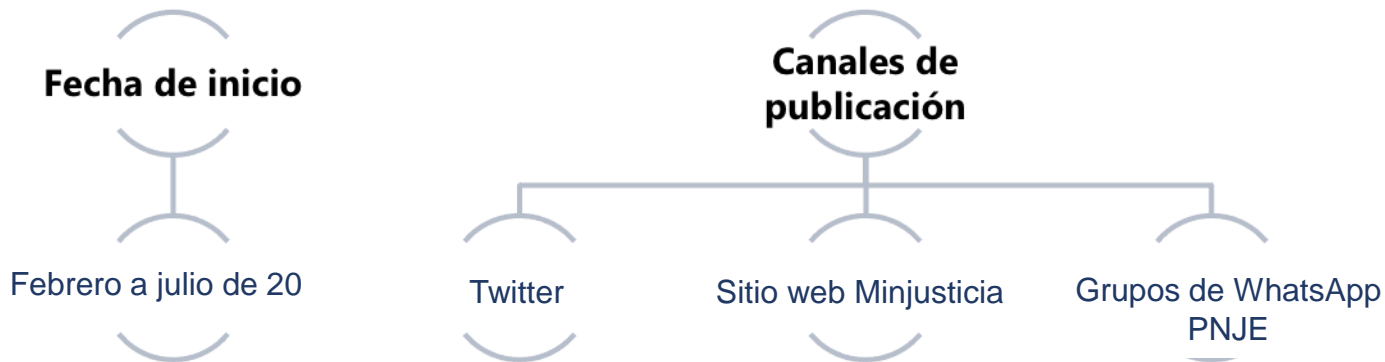 Fecha de inicio
Febrero a julio de 20
Canales de
publicación
Twitter
Sitio web Minjusticia
Grupos de WhatsApp
PNJE